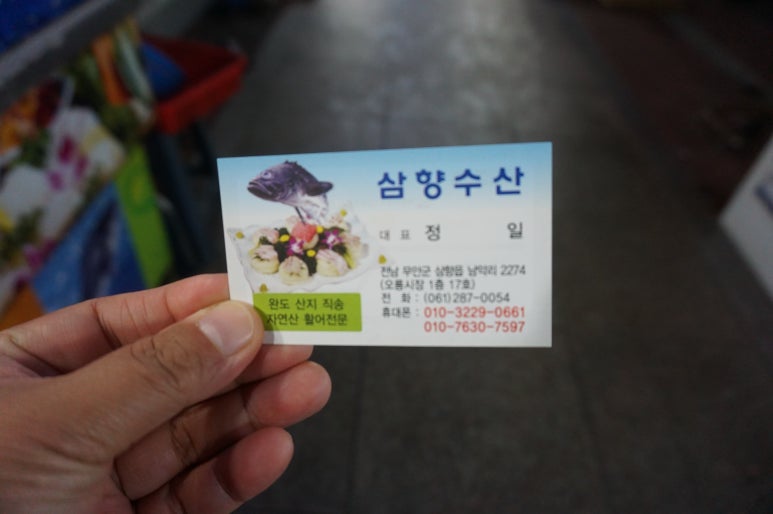 삼향수산
대표 정 일
전남 무안군 삼향읍 남악리 2274
(오룡시장 1층 17호)
전 화 : (061)287-0054
휴대폰 : 010-3229-0661
010-7630-7597
완도 산지 직송
자연산 활어전문